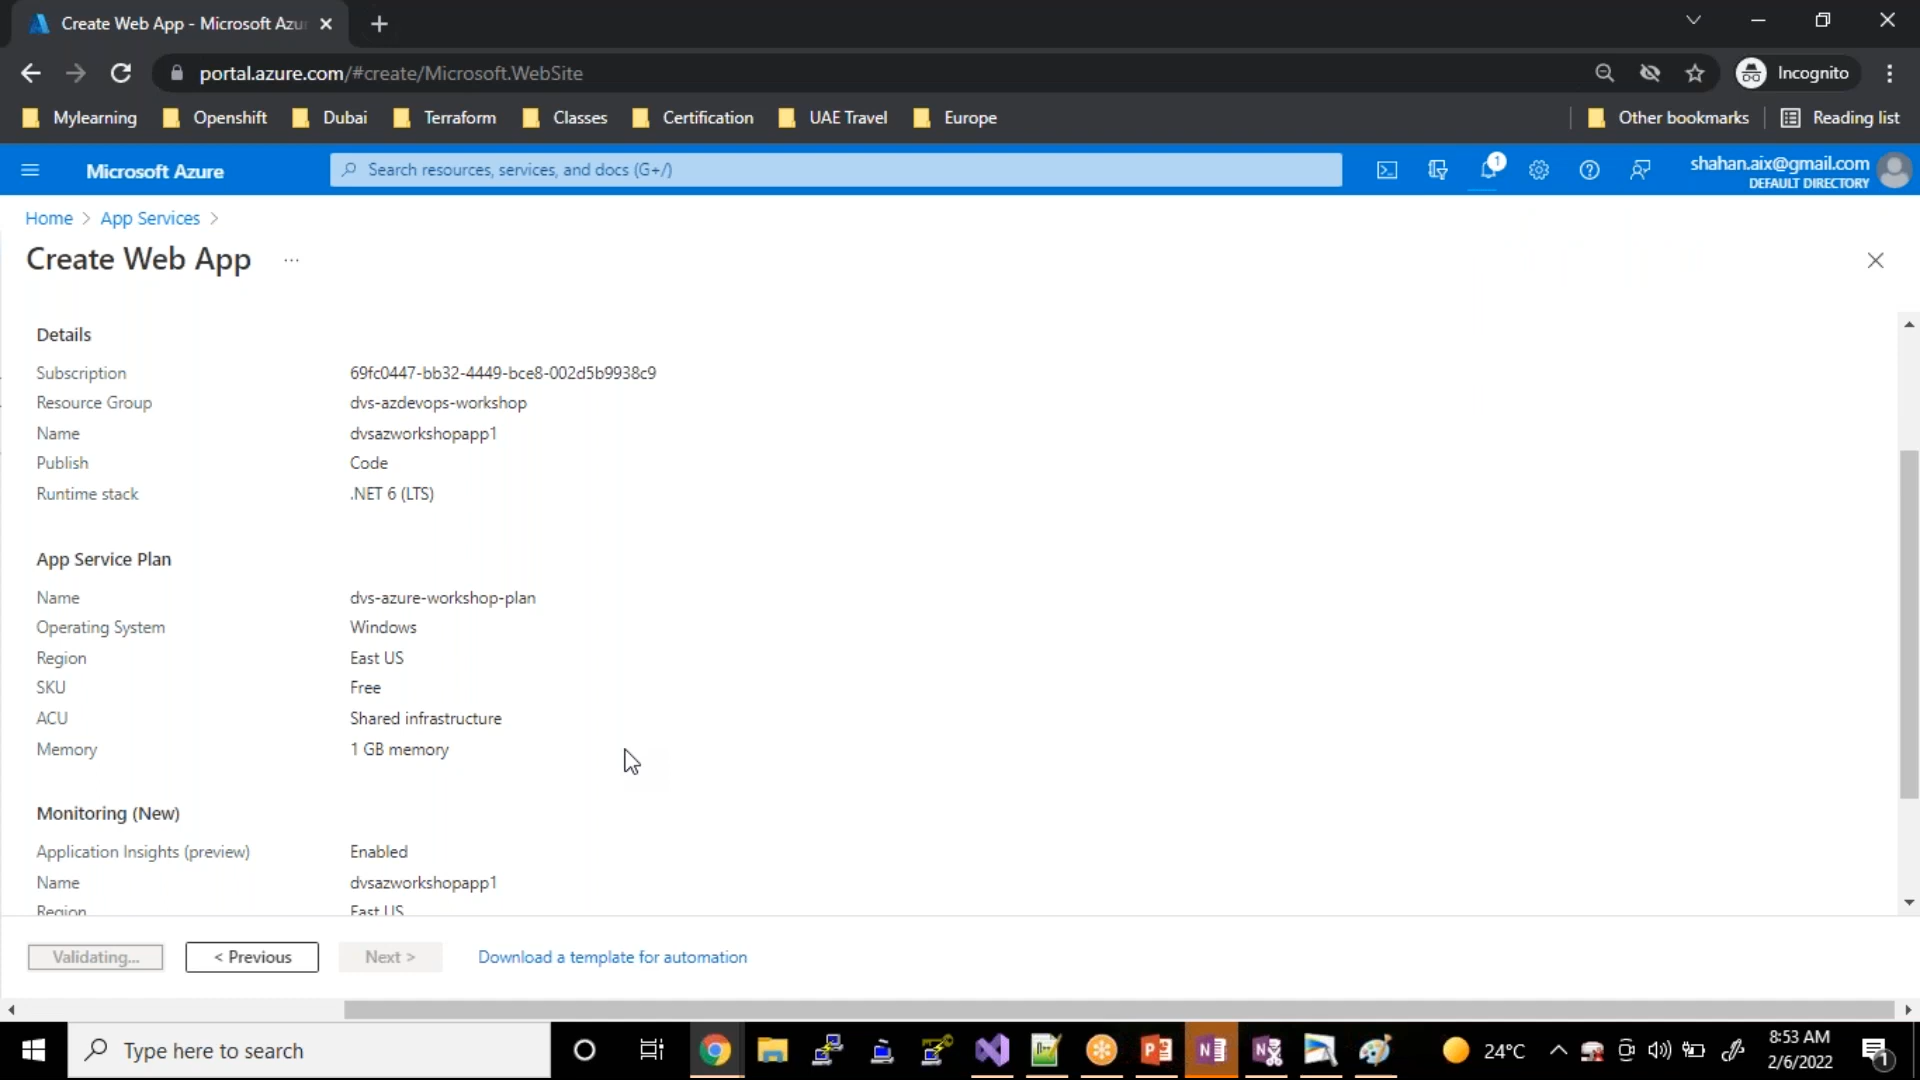 Create Web App - Microsoft Azu
portal.azure.com/#create/Microsoft.WebSite
Incognito
Mylearning
Openshift
Dubai
Terraform
Classes
Certification
UAE Travel
Europe
Other bookmarks
Reading list
Microsoft Azure
Search resources, services, and docs (G+/)
1
shahan.aix@gmail.com
DEFAULT DIRECTORY
Home > App Services >
Create Web App ...
Details
Subscription 69fc0447-bb32-4449-bce8-002d5b9938c9
Resource Group dvs-azdevops-workshop
Name dvsazworkshopapp1
Publish Code
Runtime stack .NET 6 (LTS)
App Service Plan
Name dvs-azure-workshop-plan
Operating System Windows
Region East US
SKU Free
ACU Shared infrastructure
Memory 1 GB memory
Monitoring (New)
Application Insights (preview) Enabled
Name dvsazworkshopapp1
Region East US
Validating... < Previous Next > Download a template for automation
Type here to search
24°C
8:53 AM
2/6/2022
1